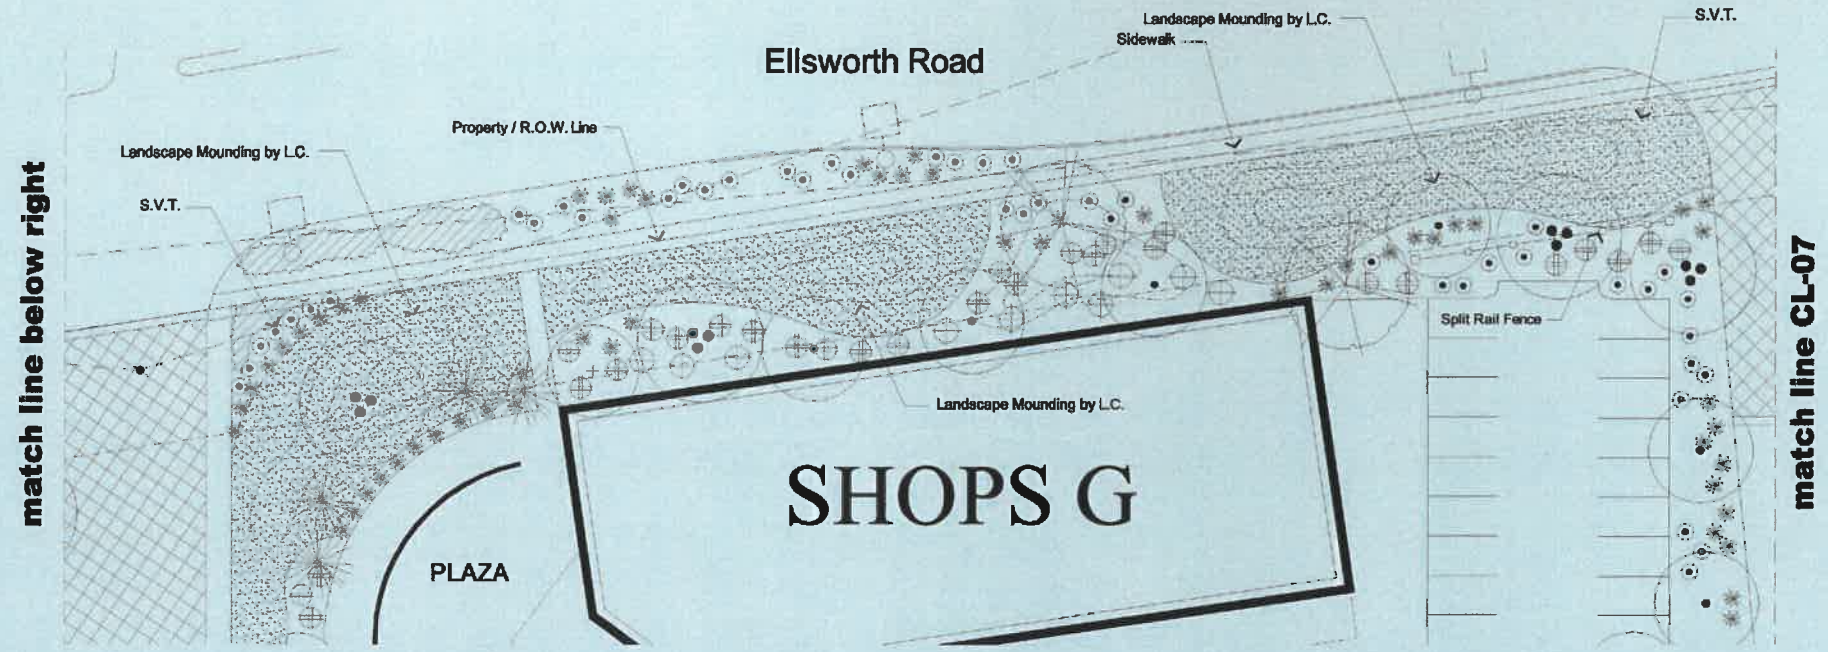 Landscape Mounding by L.C.
S.V.T.
Sidewalk
Ellsworth Road
Property / R.O.W. Line
Landscape Mounding by L.C.
S.V.T.
match line below right
match line CL-07
Split Rail Fence
Landscape Mounding by L.C.
SHOPS G
PLAZA